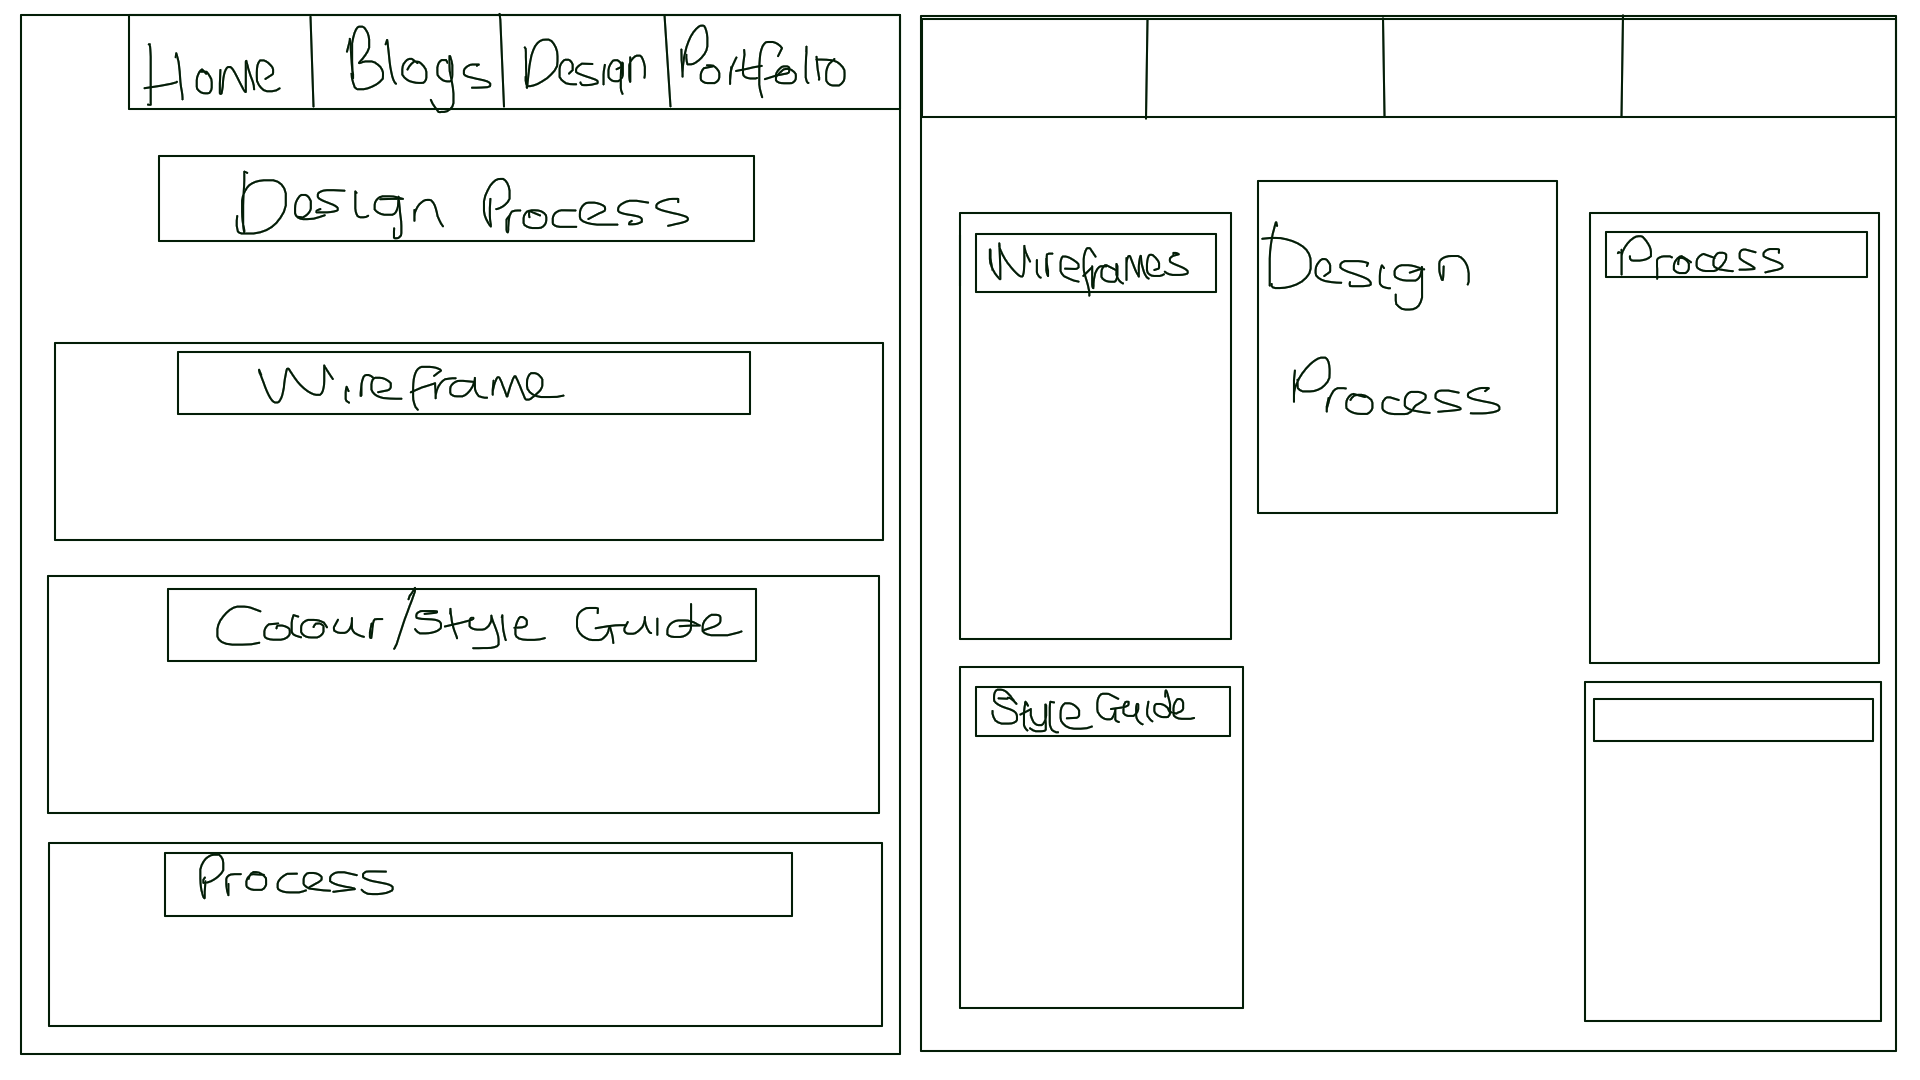 Home Blogs Design Portfolio
Design Process
Wireframe
Colour/Style Guide
Process
Wireframes
Design
Process
Process
Style Guide